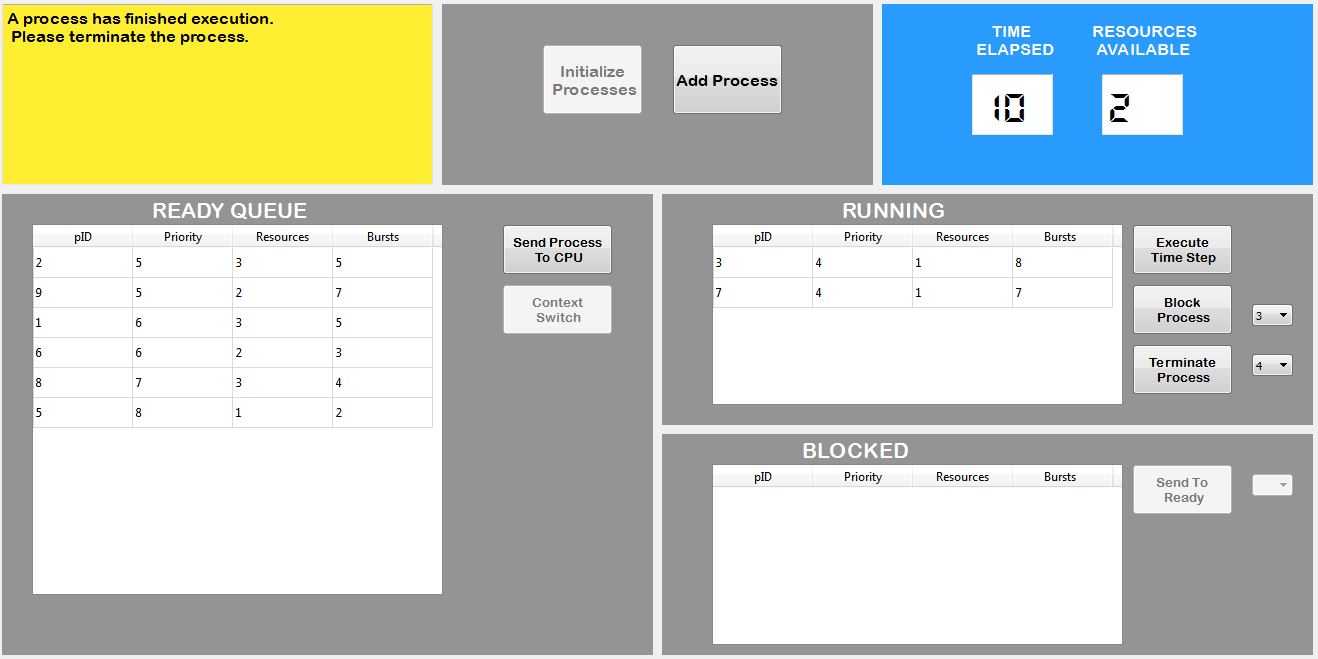 A process has finished execution.
Please terminate the process.
Initialize
Processes
Add Process
TIME
ELAPSED
RESOURCES
AVAILABLE
10
2
READY QUEUE
pID Priority Resources Bursts
2 5 3 5
9 5 2 7
1 6 3 5
6 6 2 3
8 7 3 4
5 8 1 2
Send Process
To CPU
Context
Switch
RUNNING
pID Priority Resources Bursts
3 4 1 8
7 4 1 7
Execute
Time Step
Block
Process
3
Terminate
Process
4
BLOCKED
pID Priority Resources Bursts
Send To
Ready